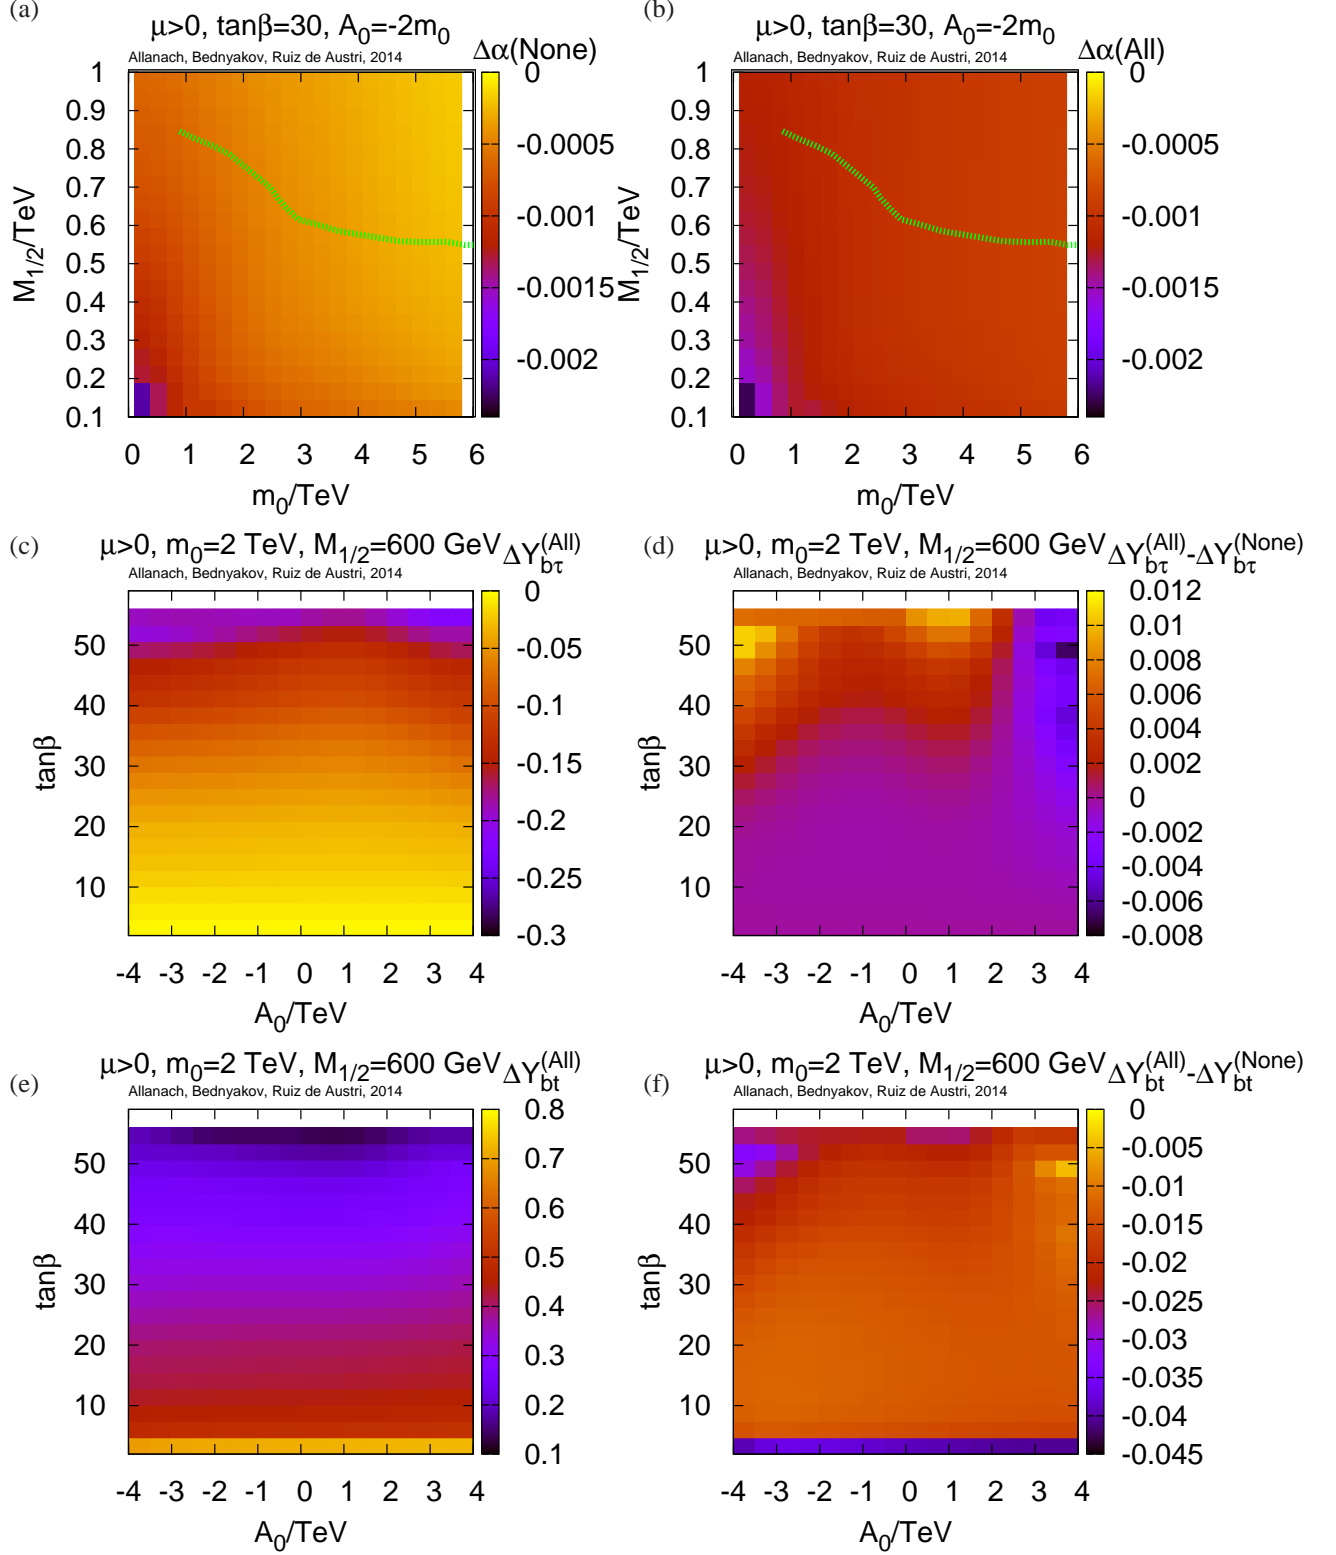 (a)
μ>0, tanβ=30, A0=-2m0
Allanach, Bednyakov, Ruiz de Austri, 2014
Δα(None)
M1/2/TeV
1
0.9
0.8
0.7
0.6
0.5
0.4
0.3
0.2
0.1
0 1 2 3 4 5 6
m0/TeV
0
-0.0005
-0.001
-0.0015
-0.002
(b)
μ>0, tanβ=30, A0=-2m0
Allanach, Bednyakov, Ruiz de Austri, 2014
Δα(All)
M1/2/TeV
1
0.9
0.8
0.7
0.6
0.5
0.4
0.3
0.2
0.1
0 1 2 3 4 5 6
m0/TeV
0
-0.0005
-0.001
-0.0015
-0.002
(c)
μ>0, m0=2 TeV, M1/2=600 GeV
Allanach, Bednyakov, Ruiz de Austri, 2014
ΔYbτ(All)
tanβ
50
40
30
20
10
-4 -3 -2 -1 0 1 2 3 4
A0/TeV
0
-0.05
-0.1
-0.15
-0.2
-0.25
-0.3
(d)
μ>0, m0=2 TeV, M1/2=600 GeV
Allanach, Bednyakov, Ruiz de Austri, 2014
ΔYbτ(All)-ΔYbτ(None)
tanβ
50
40
30
20
10
-4 -3 -2 -1 0 1 2 3 4
A0/TeV
0.012
0.01
0.008
0.006
0.004
0.002
0
-0.002
-0.004
-0.006
-0.008
(e)
μ>0, m0=2 TeV, M1/2=600 GeV
Allanach, Bednyakov, Ruiz de Austri, 2014
ΔYbt(All)
tanβ
50
40
30
20
10
-4 -3 -2 -1 0 1 2 3 4
A0/TeV
0.8
0.7
0.6
0.5
0.4
0.3
0.2
0.1
(f)
μ>0, m0=2 TeV, M1/2=600 GeV
Allanach, Bednyakov, Ruiz de Austri, 2014
ΔYbt(All)-ΔYbt(None)
tanβ
50
40
30
20
10
-4 -3 -2 -1 0 1 2 3 4
A0/TeV
0
-0.005
-0.01
-0.015
-0.02
-0.025
-0.03
-0.035
-0.04
-0.045